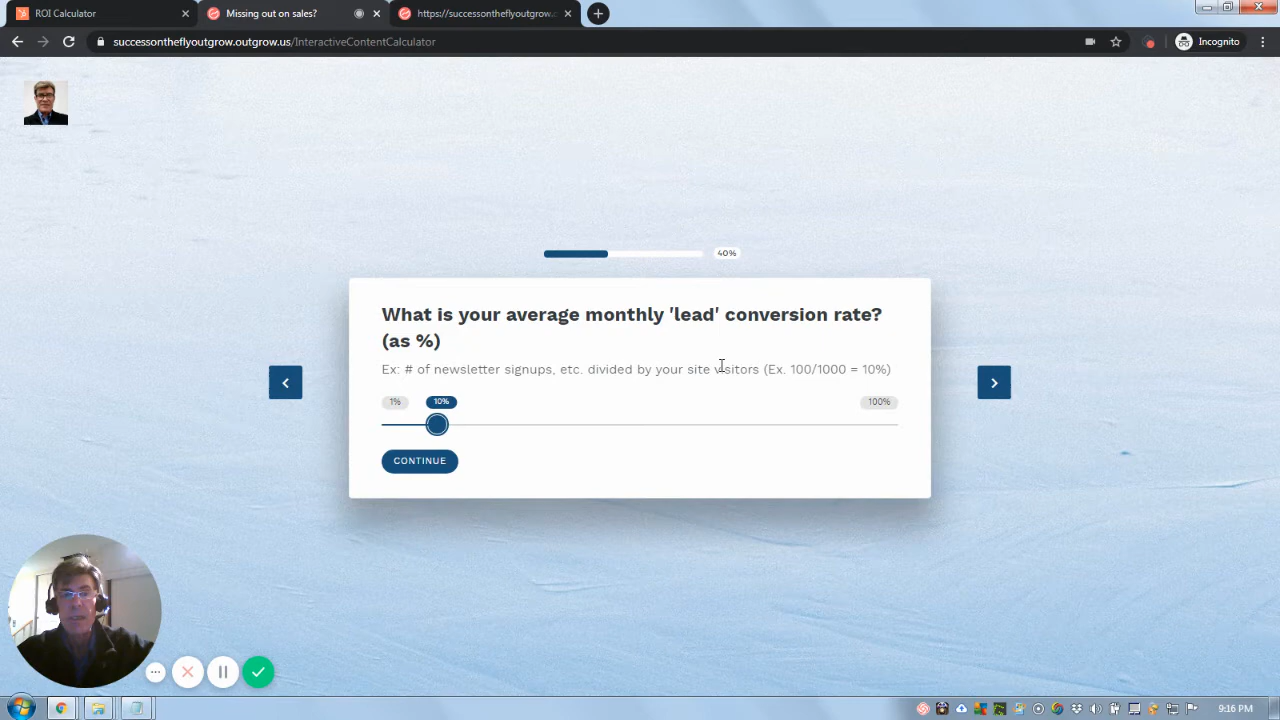 ROI Calculator
Missing out on sales?
https://successontheflyoutgrow.c
successontheflyoutgrow.outgrow.us/InteractiveContentCalculator
Incognito
40%
What is your average monthly 'lead' conversion rate?
(as %)
Ex: # of newsletter signups, etc. divided by your site visitors (Ex. 100/1000 = 10%)
1%
10%
100%
CONTINUE
9:16 PM